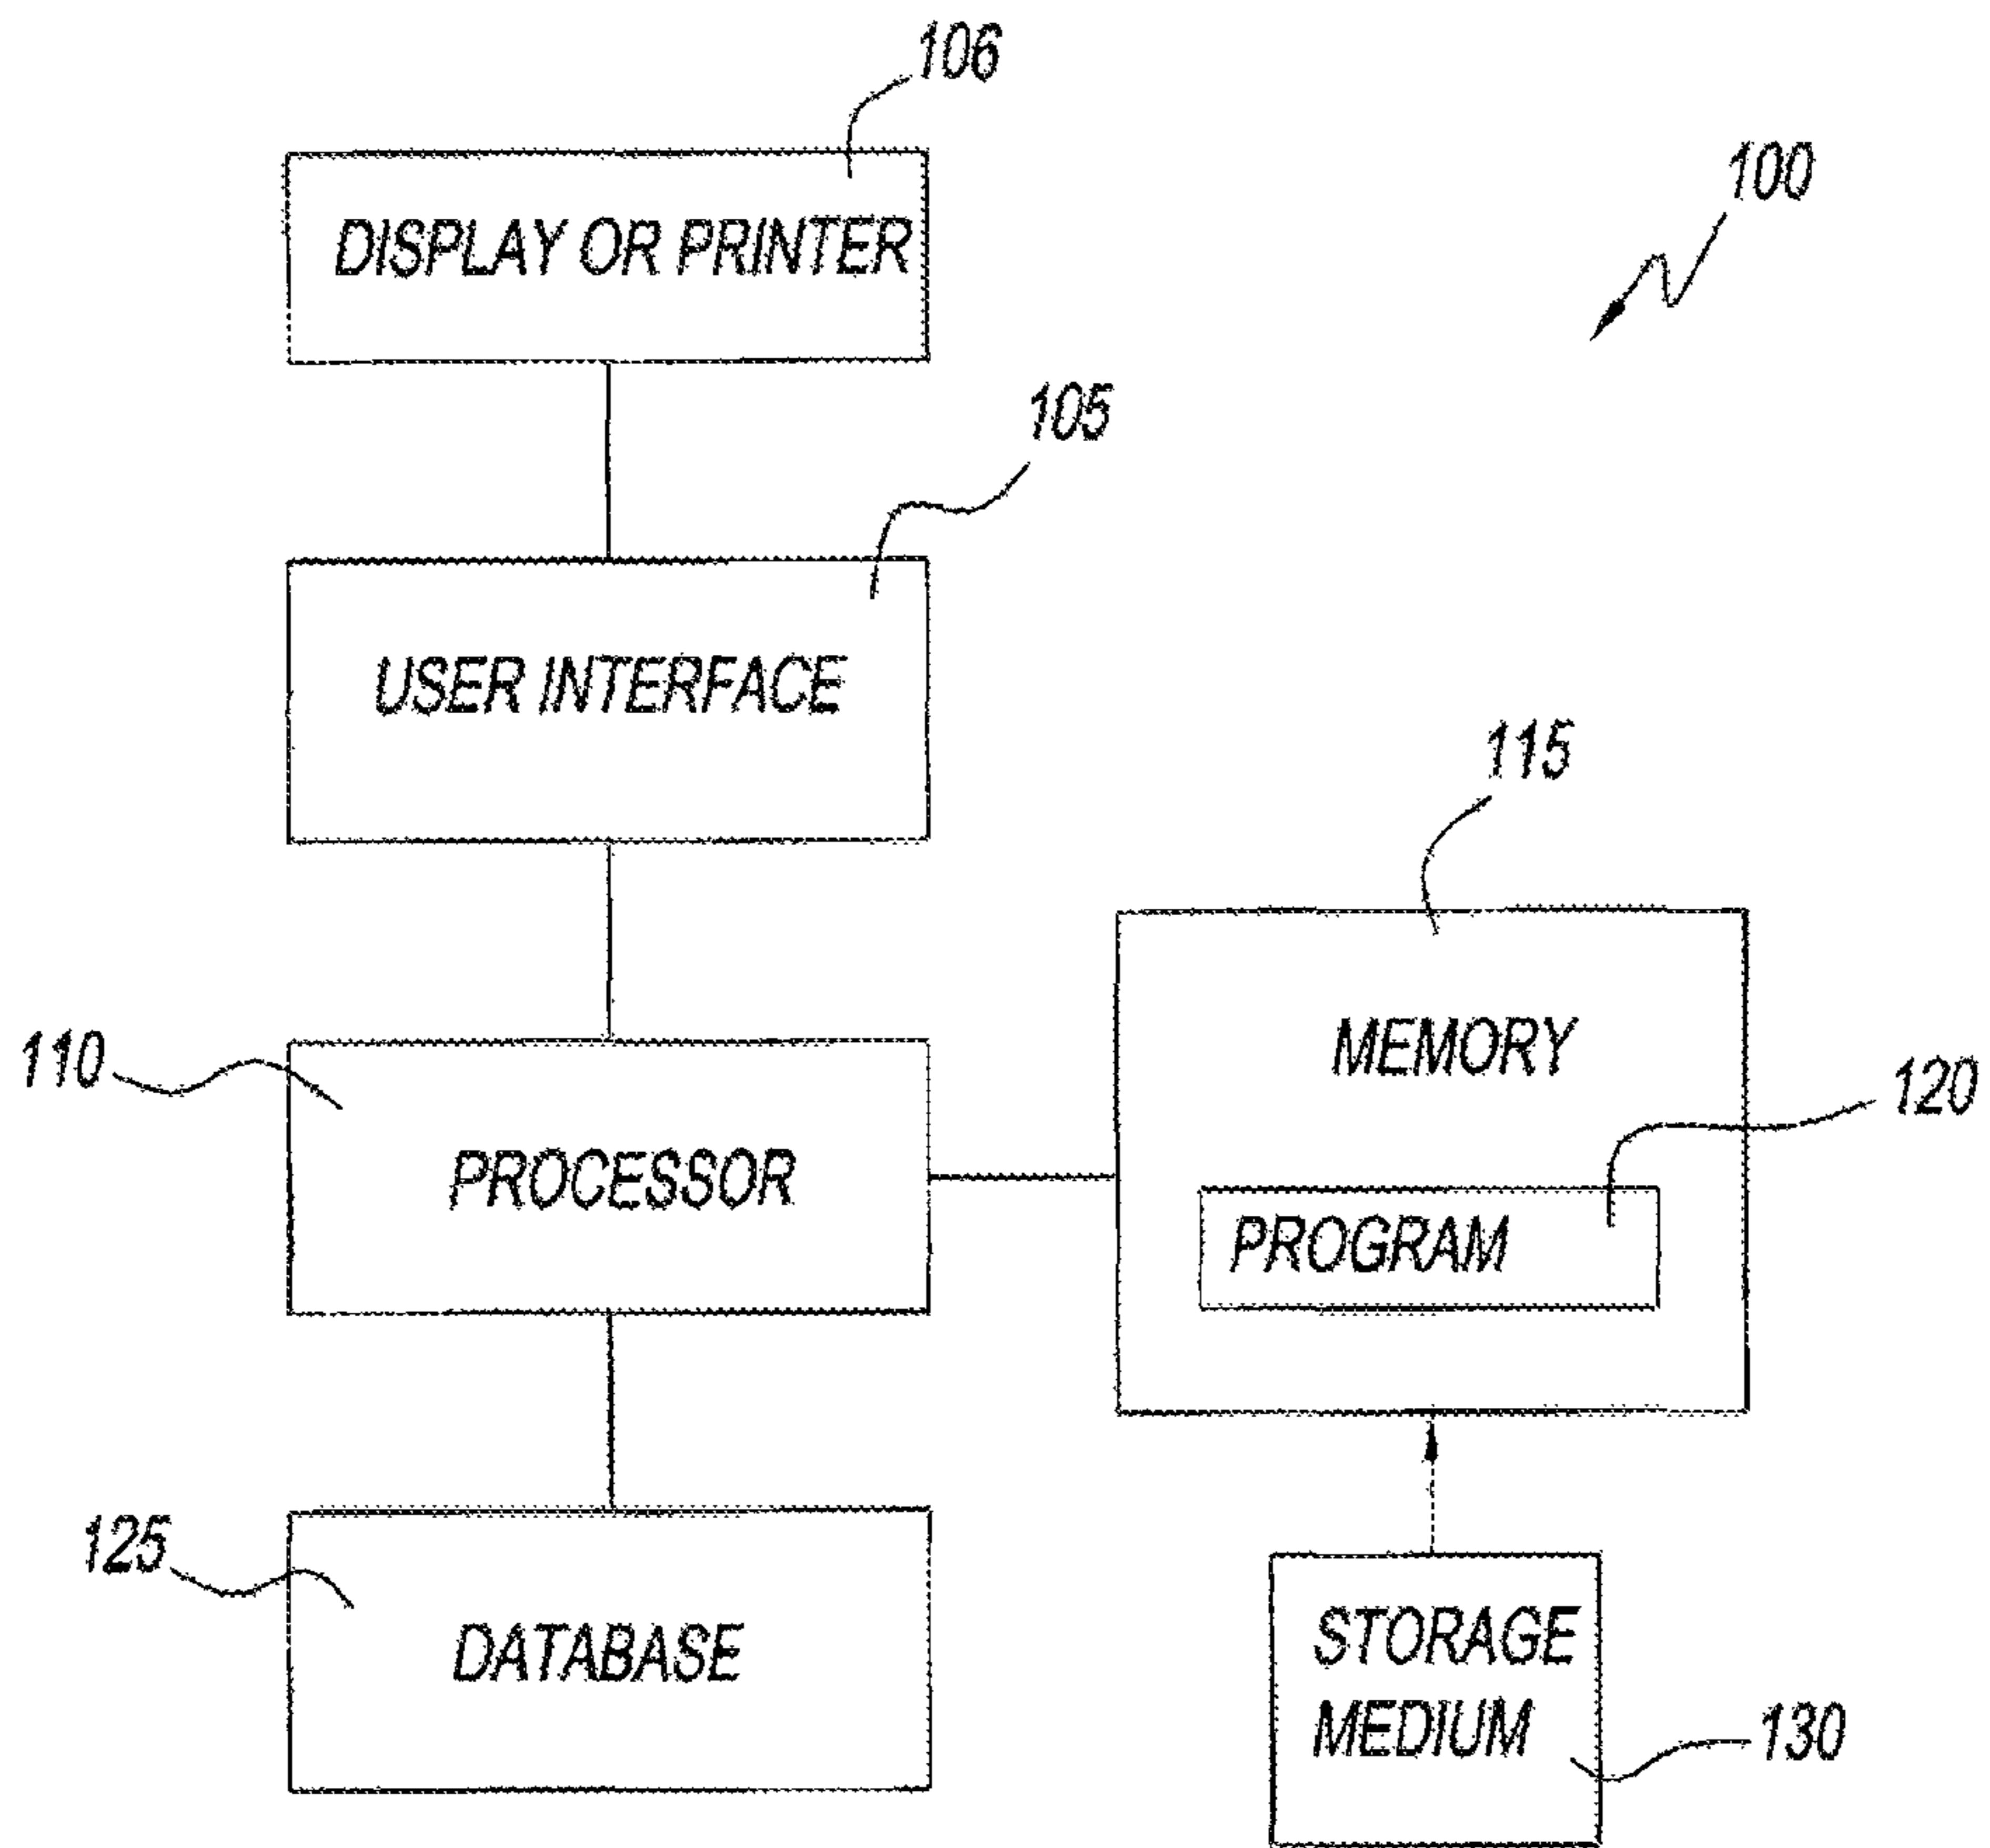 106
100
DISPLAY OR PRINTER
105
USER INTERFACE
115
110
MEMORY
120
PROCESSOR
PROGRAM
125
DATABASE
STORAGE
MEDIUM
130